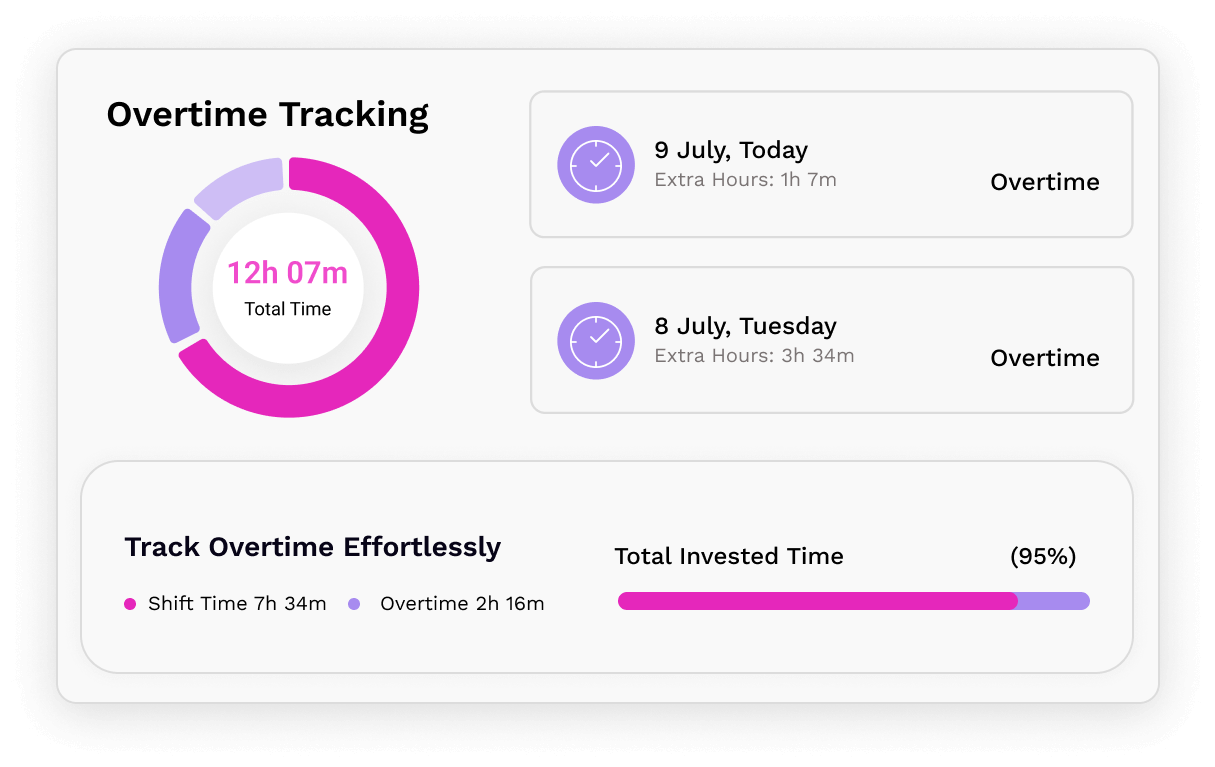 Overtime Tracking
12h 07m
Total Time
9 July, Today
Extra Hours: 1h 7m
Overtime
8 July, Tuesday
Extra Hours: 3h 34m
Overtime
Track Overtime Effortlessly
Shift Time 7h 34m
Overtime 2h 16m
Total Invested Time
(95%)